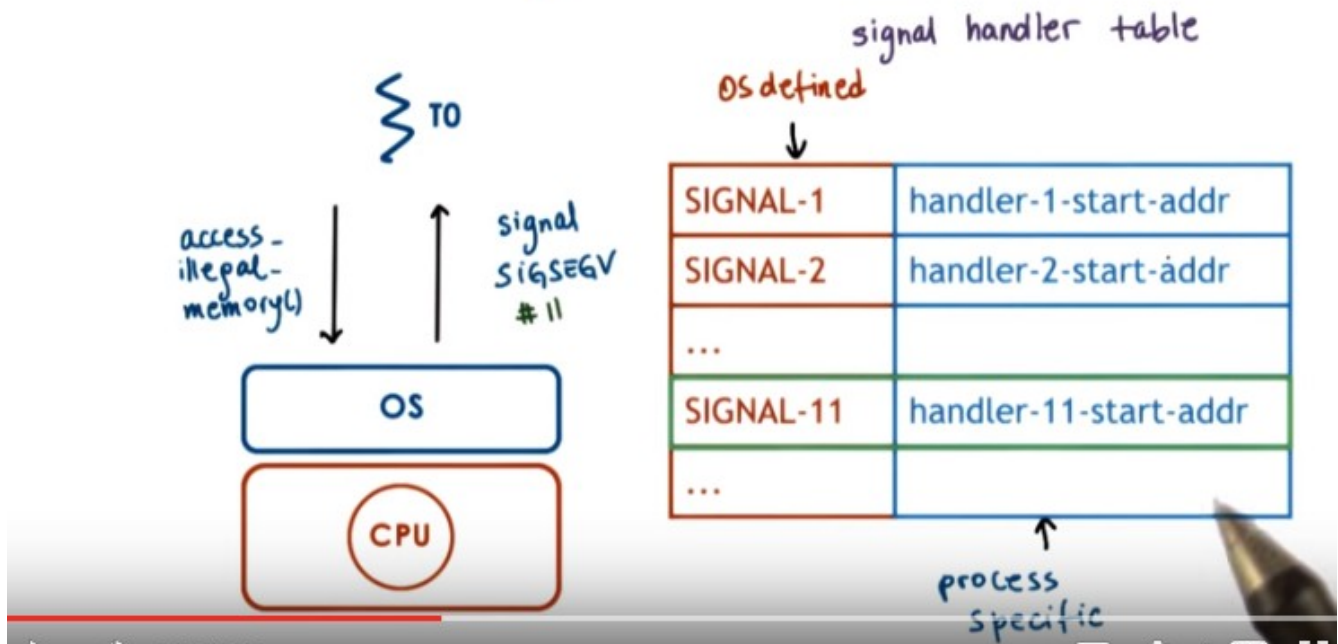 signal handler table
OS defined
TO
access-
illegal-
memory()
signal
SIGSEGV
#11
OS
CPU
SIGNAL-1 handler-1-start-addr
SIGNAL-2 handler-2-start-addr
...
SIGNAL-11 handler-11-start-addr
...
process
specific